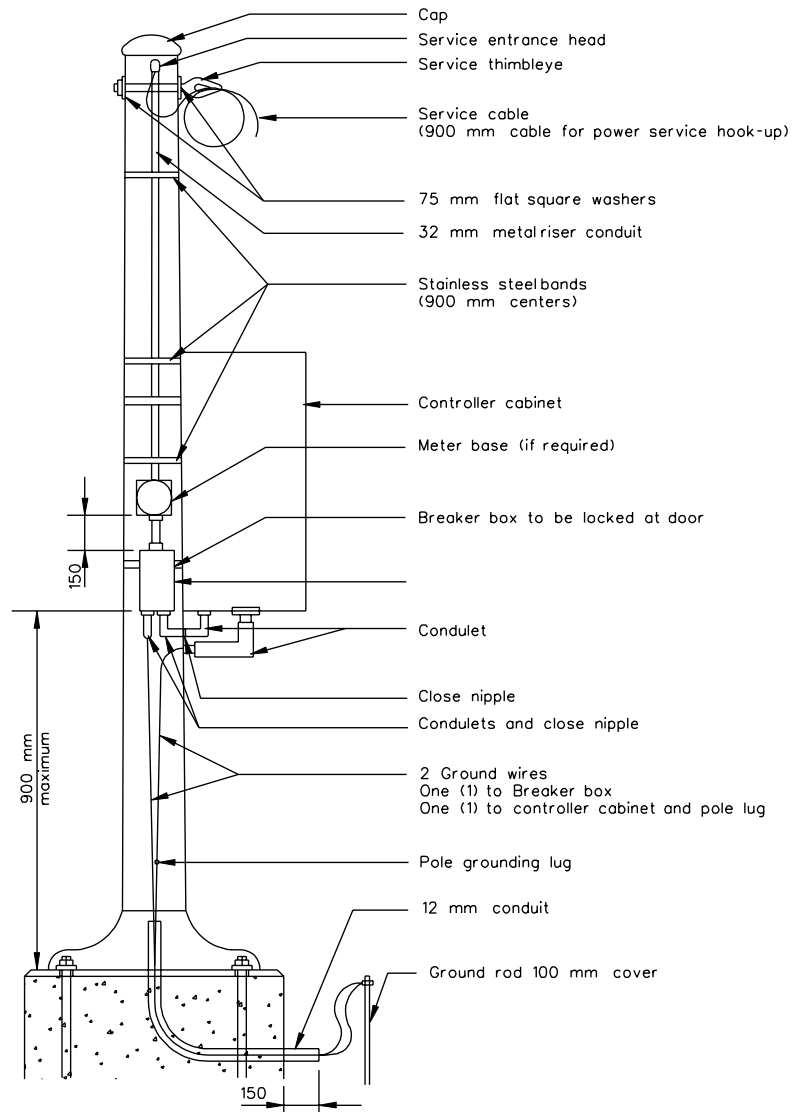 Cap
Service entrance head
Service thimbleye
Service cable
(900 mm cable for power service hook-up)
75 mm flat square washers
32 mm metal riser conduit
Stainless steel bands
(900 mm centers)
Controller cabinet
Meter base (if required)
Breaker box to be locked at door
150
Condulet
Close nipple
Condulets and close nipple
900 mm
maximum
2 Ground wires
One (1) to Breaker box
One (1) to controller cabinet and pole lug
Pole grounding lug
12 mm conduit
Ground rod 100 mm cover
150